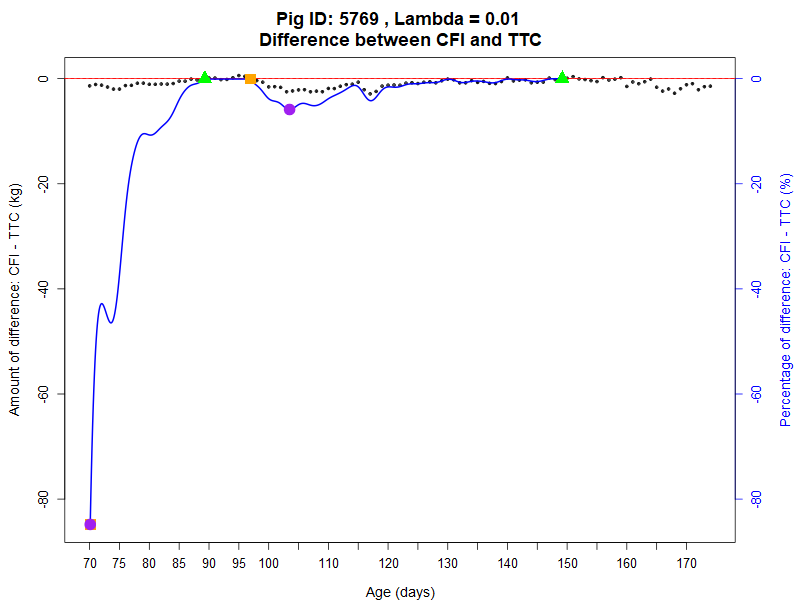 Pig ID: 5769 , Lambda = 0.01
Difference between CFI and TTC
Amount of difference: CFI - TTC (kg)
0
-20
-40
-60
-80
0
-20
-40
-60
-80
Percentage of difference: CFI - TTC (%)
70 75 80 85 90 95 100 110 120 130 140 150 160 170
Age (days)